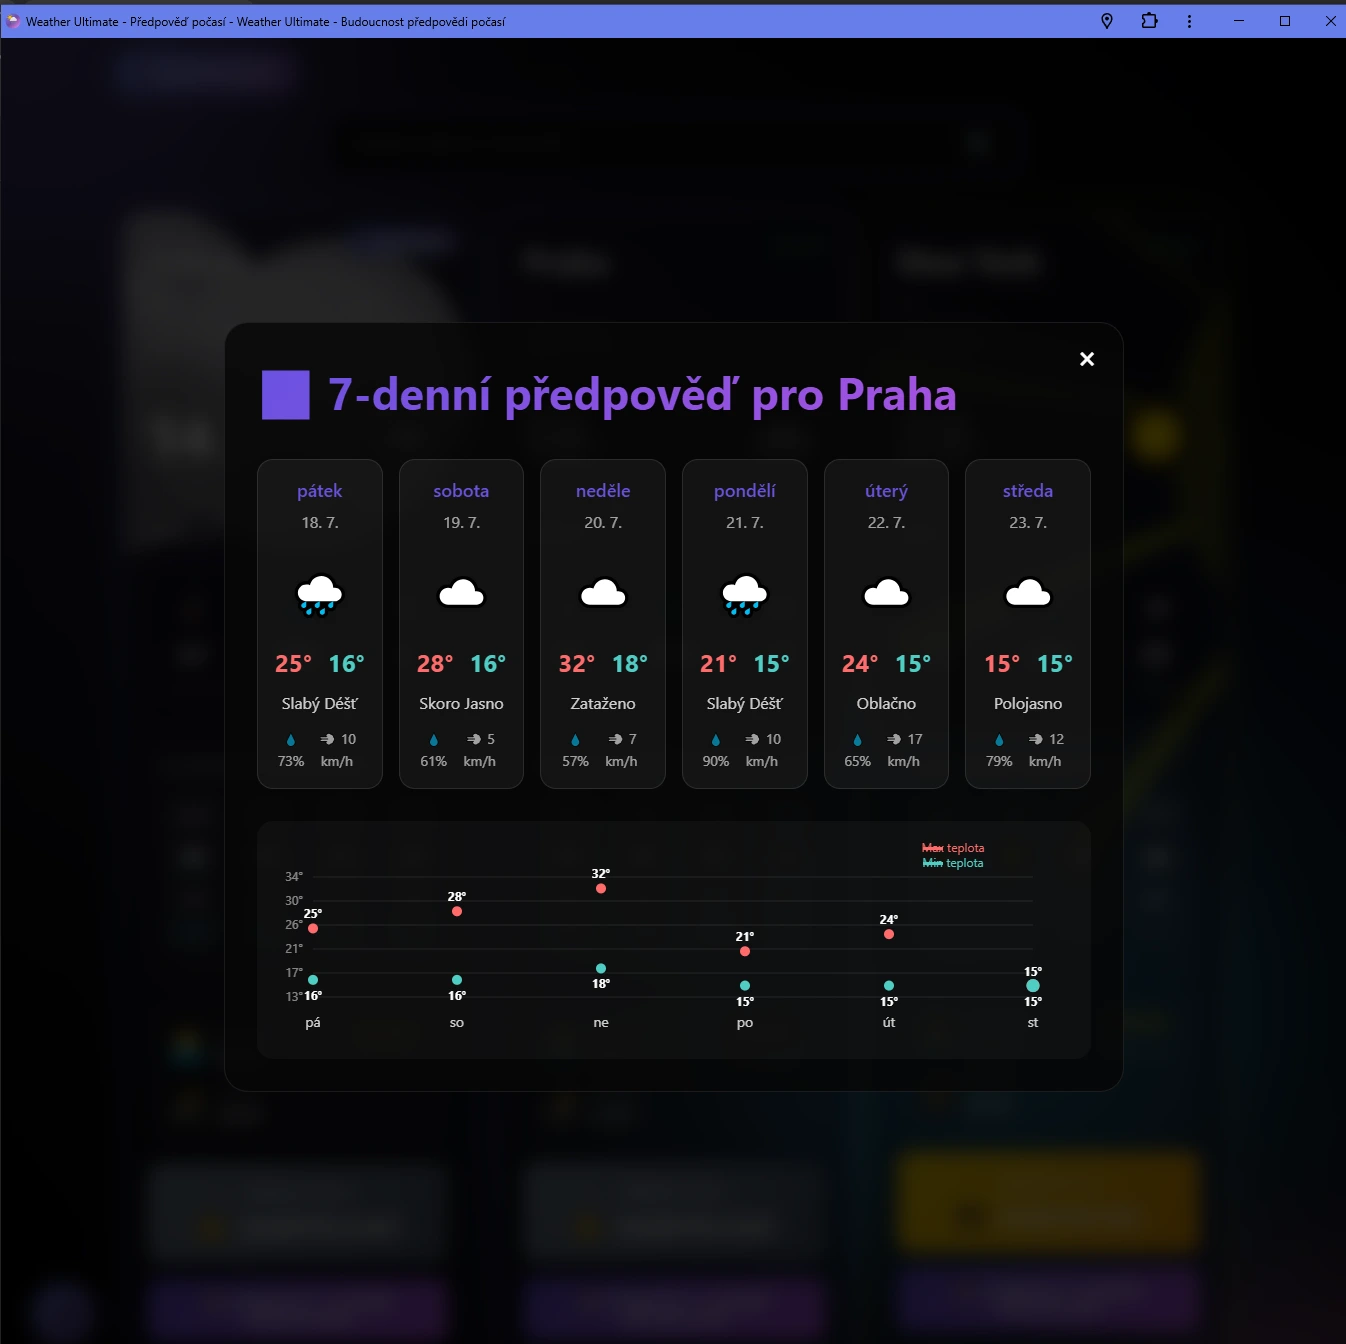 Weather Ultimate - Předpověď počasí - Weather Ultimate - Budoucnost předpovědi počasí
7-denní předpověď pro Praha
pátek
18. 7.
25° 16°
Slabý Déšť
73%
10 km/h
sobota
19. 7.
28° 16°
Skoro Jasno
61%
5 km/h
neděle
20. 7.
32° 18°
Zataženo
57%
7 km/h
pondělí
21. 7.
21° 15°
Slabý Déšť
90%
10 km/h
úterý
22. 7.
24° 15°
Oblačno
65%
17 km/h
středa
23. 7.
15° 15°
Polojasno
79%
12 km/h
Max teplota
Min teplota
34°
30°
26°
21°
17°
13°
25°
28°
32°
21°
24°
15°
16°
16°
18°
15°
15°
15°
pá
so
ne
po
út
st